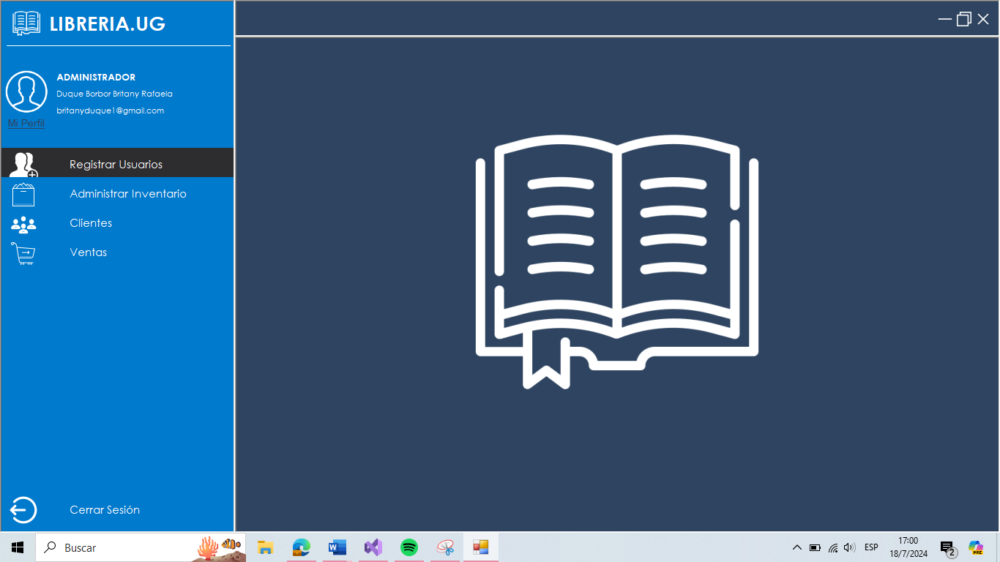 LIBRERIA.UG
ADMINISTRADOR
Duque Borbor Britany Rafaela
britanyduque1@gmail.com
Mi Perfil
Registrar Usuarios
Administrar Inventario
Clientes
Ventas
Cerrar Sesión
Buscar
ESP
17:00
18/7/2024
2
PRE